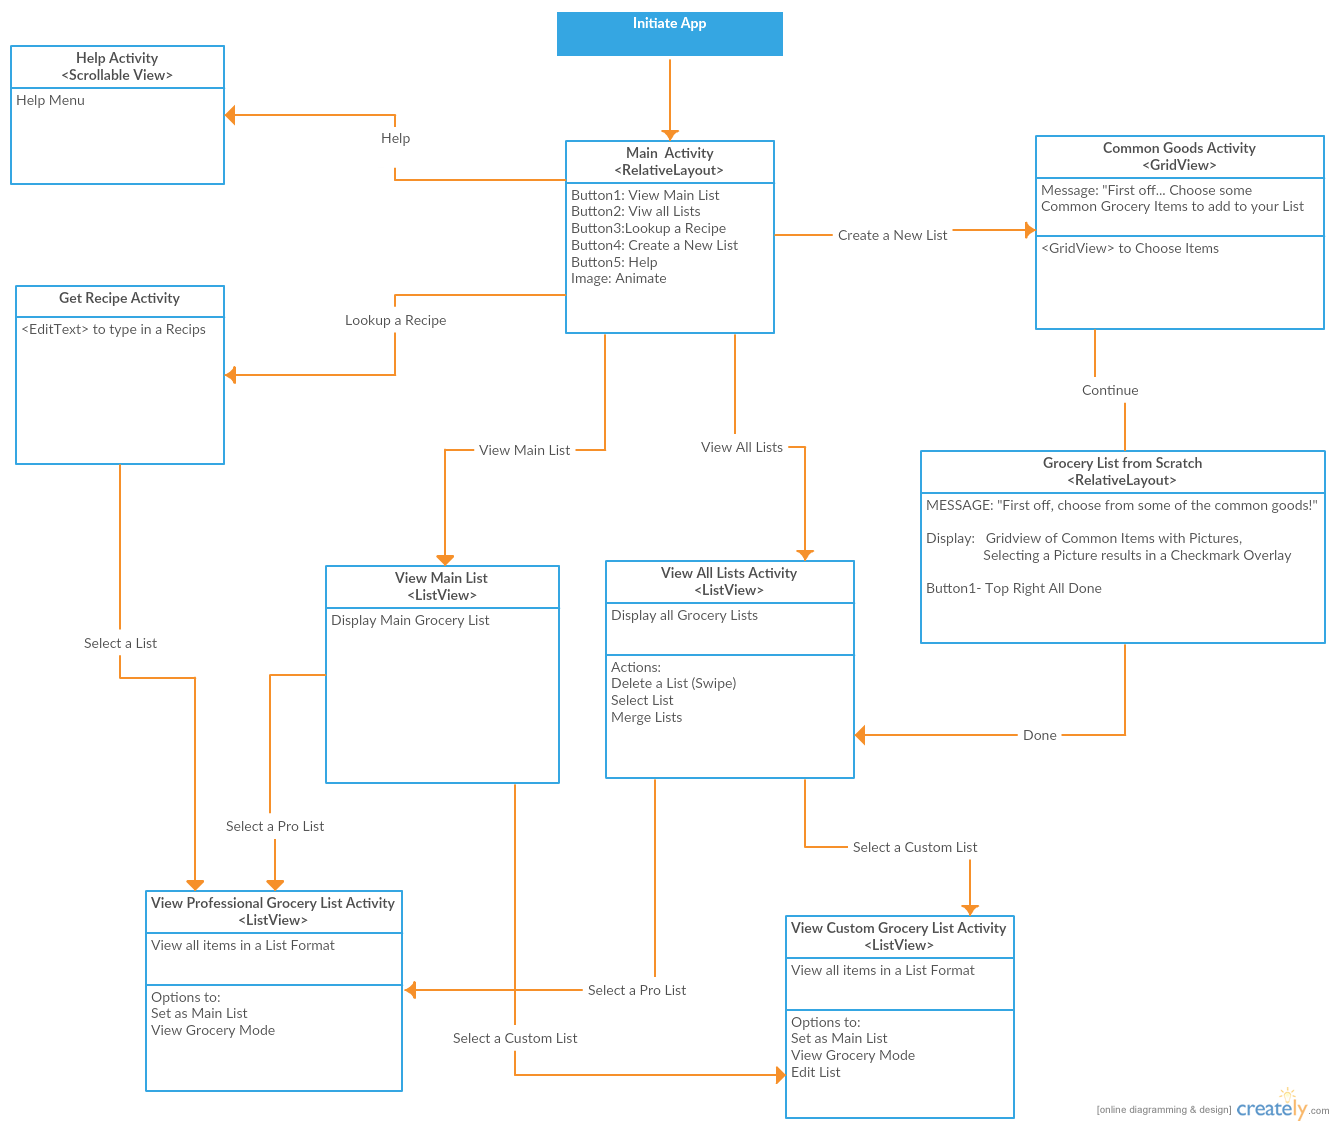 Initiate App
Help Activity
<Scrollable View>
Help Menu
Help
Main  Activity
<RelativeLayout>
Button1: View Main List
Button2: Viw all Lists
Button3:Lookup a Recipe
Button4: Create a New List
Button5: Help
Image: Animate
Create a New List
Common Goods Activity
<GridView>
Message: "First off... Choose some
Common Grocery Items to add to your List
<GridView> to Choose Items
Get Recipe Activity
<EditText> to type in a Recips
Lookup a Recipe
Continue
View Main List
View All Lists
Grocery List from Scratch
<RelativeLayout>
MESSAGE: "First off, choose from some of the common goods!"
Display:   Gridview of Common Items with Pictures,
Selecting a Picture results in a Checkmark Overlay
Button1- Top Right All Done
View Main List
<ListView>
Display Main Grocery List
View All Lists Activity
<ListView>
Display all Grocery Lists
Actions:
Delete a List (Swipe)
Select List
Merge Lists
Select a List
Done
Select a Pro List
Select a Custom List
View Professional Grocery List Activity
<ListView>
View all items in a List Format
Options to:
Set as Main List
View Grocery Mode
Select a Pro List
Select a Custom List
View Custom Grocery List Activity
<ListView>
View all items in a List Format
Options to:
Set as Main List
View Grocery Mode
Edit List
[online diagramming & design] creately.com